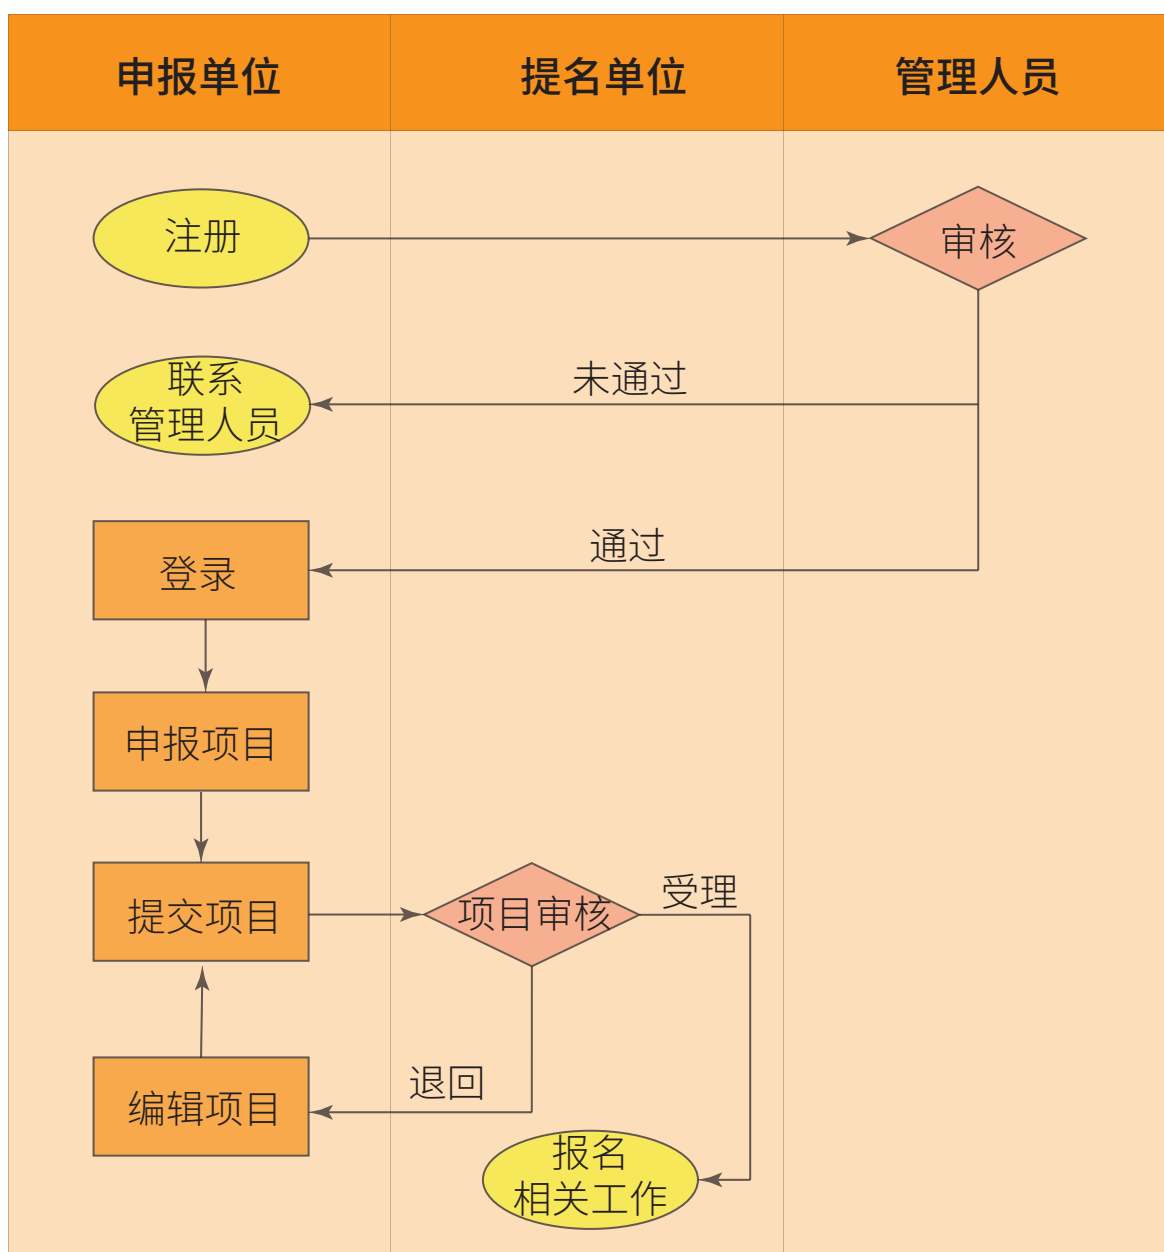 申报单位
提名单位
管理人员
注册
审核
未通过
联系
管理人员
通过
登录
申报项目
提交项目
项目审核
受理
退回
编辑项目
报名
相关工作